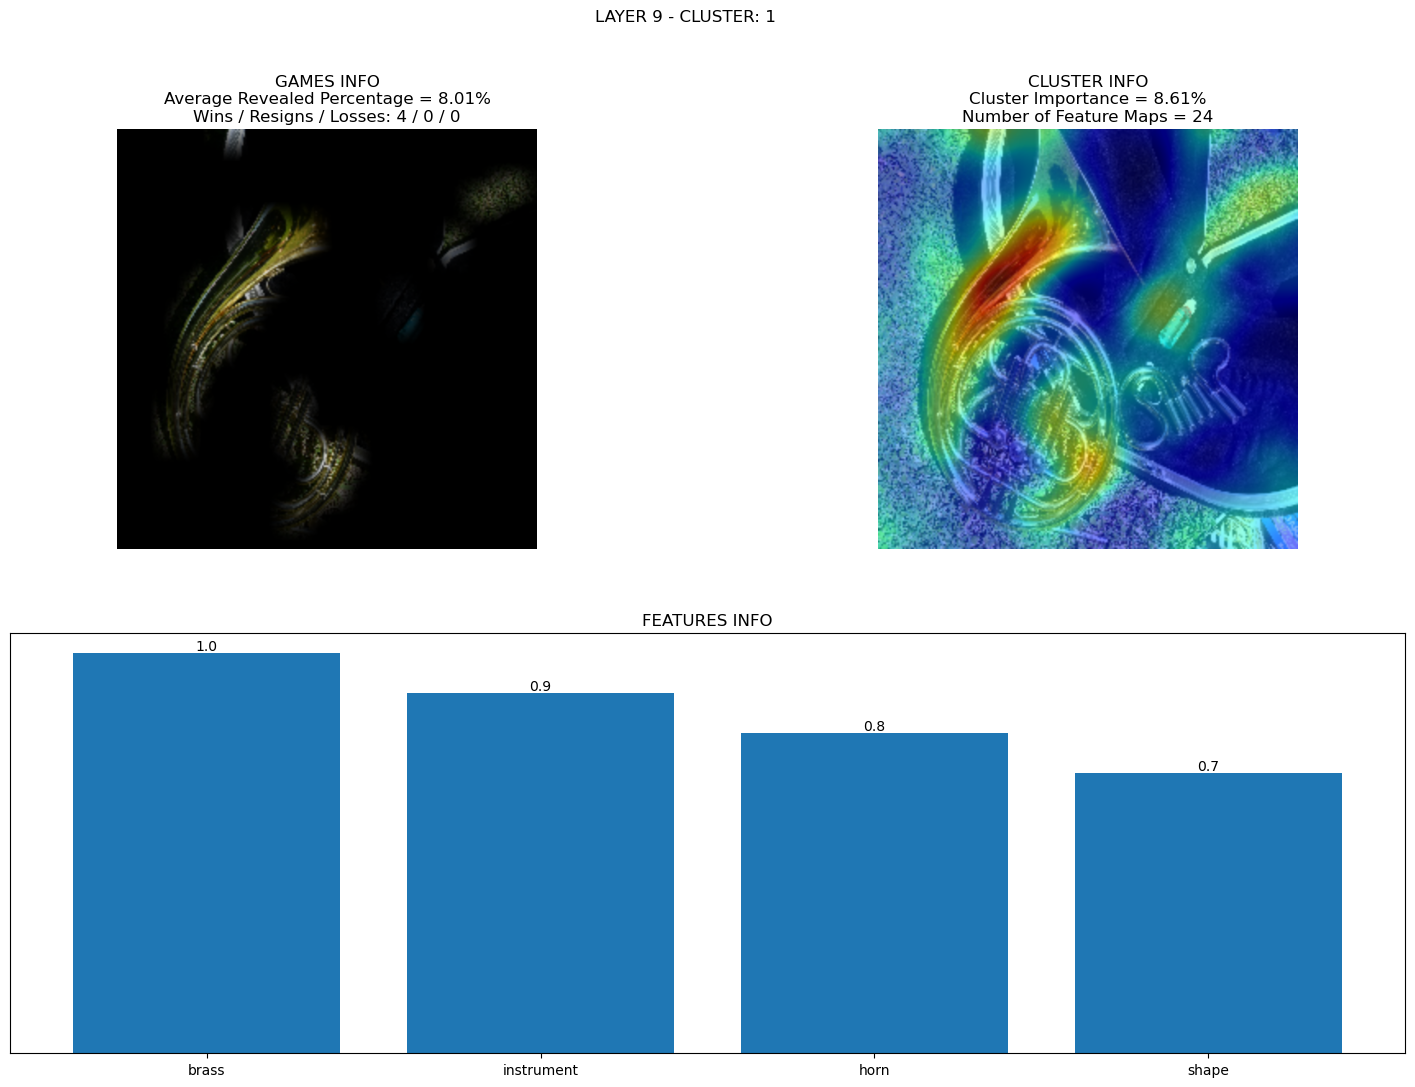 LAYER 9 - CLUSTER: 1
GAMES INFO
Average Revealed Percentage = 8.01%
Wins / Resigns / Losses: 4 / 0 / 0
CLUSTER INFO
Cluster Importance = 8.61%
Number of Feature Maps = 24
FEATURES INFO
1.0
0.9
0.8
0.7
brass
instrument
horn
shape